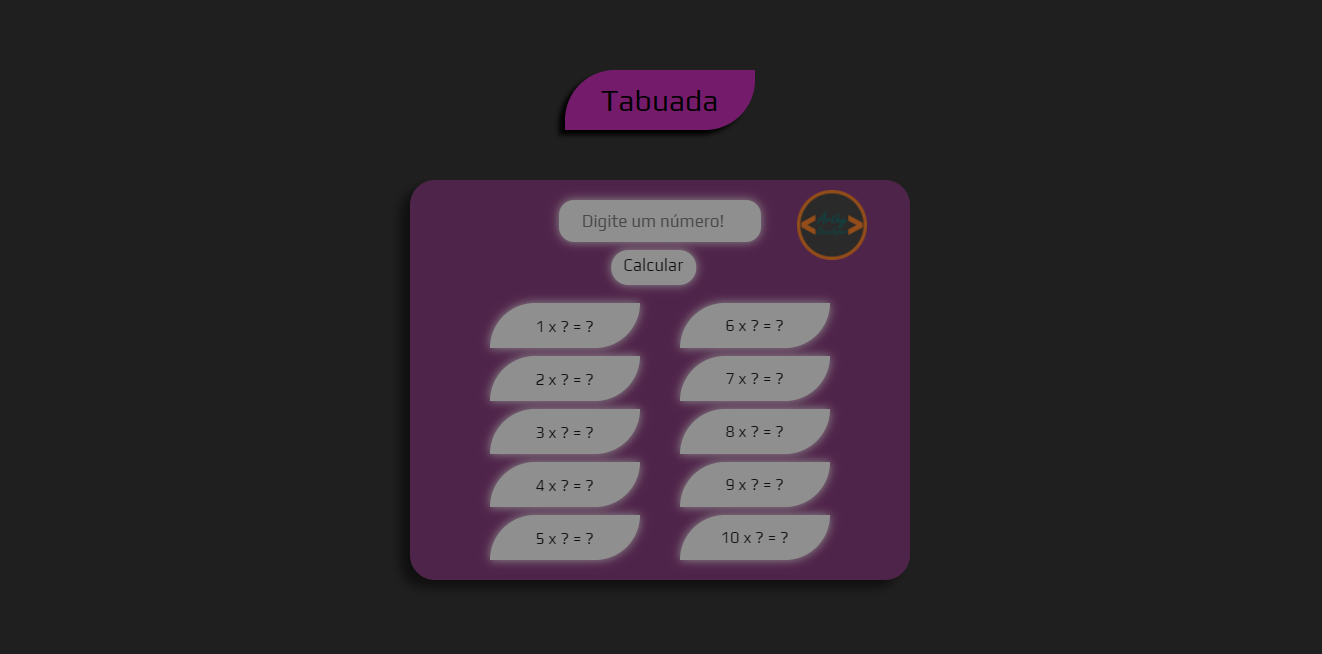 Tabuada
Digite um número!
Calcular
1 x ? = ?
2 x ? = ?
3 x ? = ?
4 x ? = ?
5 x ? = ?
6 x ? = ?
7 x ? = ?
8 x ? = ?
9 x ? = ?
10 x ? = ?